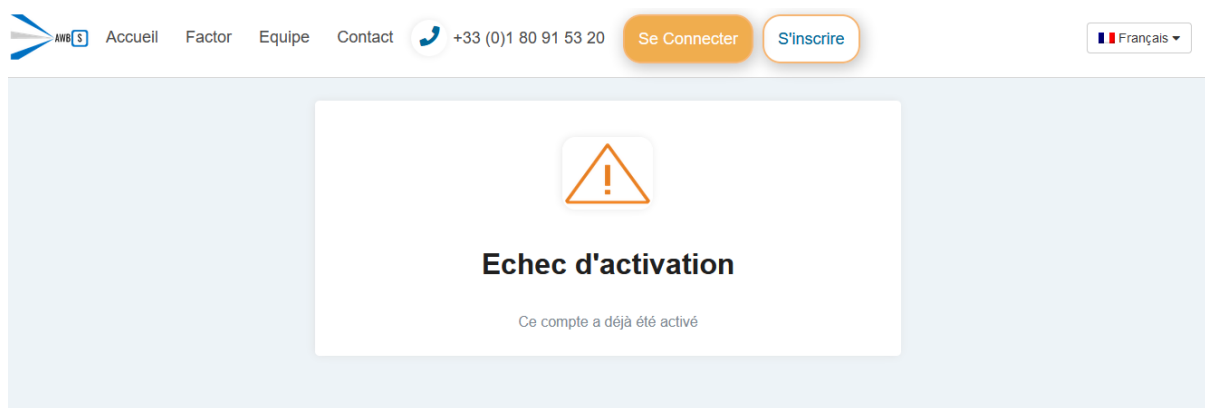 AWB S
Accueil Factor Equipe Contact +33 (0)1 80 91 53 20 Se Connecter S'inscrire Français
Echec d'activation
Ce compte a déjà été activé